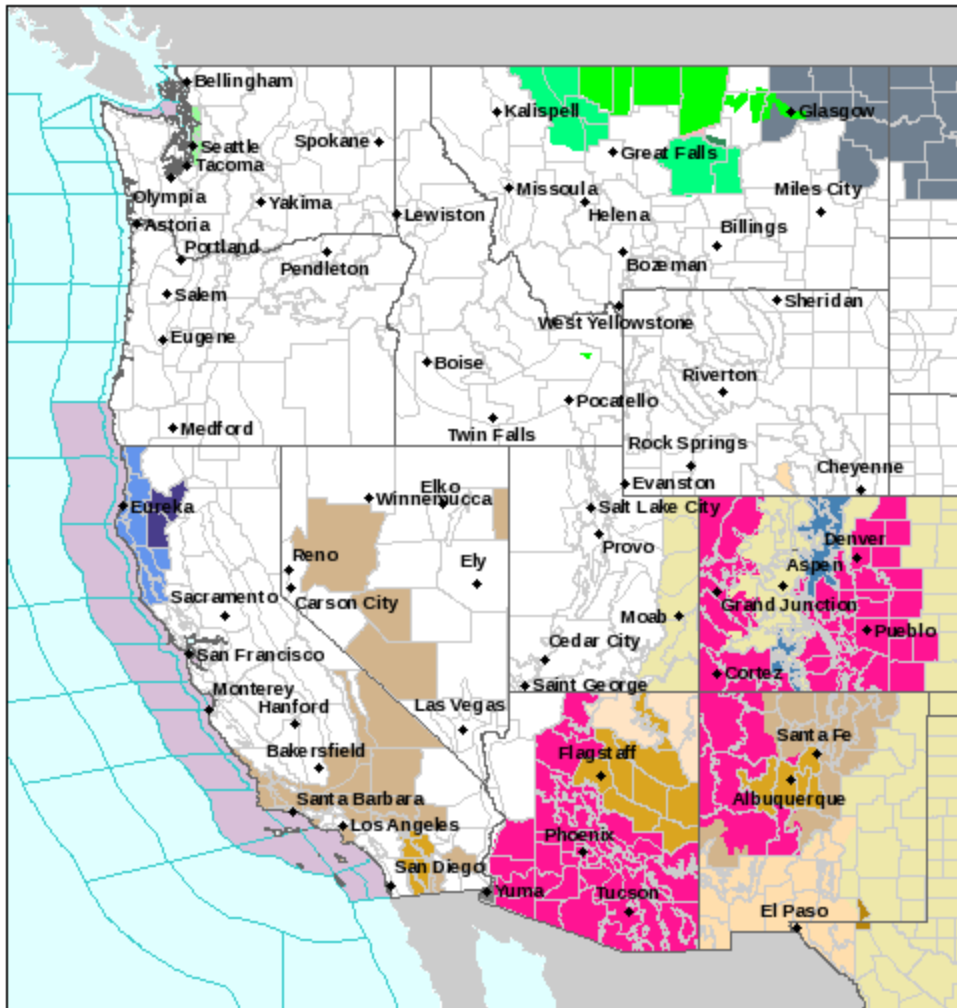 Bellingham
Kalispell
Glasgow
Seattle
Spokane
Great Falls
Tacoma
Missoula
Miles City
Olympia
Yakima
Lewiston
Helena
Astoria
Billings
Portland
Pendleton
Bozeman
Salem
Sheridan
West Yellowstone
Eugene
Boise
Riverton
Pocatello
Medford
Twin Falls
Rock Springs
Cheyenne
Elko
Evanston
Winnemucca
Eureka
Salt Lake City
Denver
Provo
Reno
Ely
Aspen
Sacramento
Carson City
Grand Junction
Moab
Pueblo
Cedar City
San Francisco
Cortez
Saint George
Monterey
Hanford
Las Vegas
Santa Fe
Bakersfield
Flagstaff
Santa Barbara
Albuquerque
Los Angeles
Phoenix
San Diego
Yuma
Tucson
El Paso